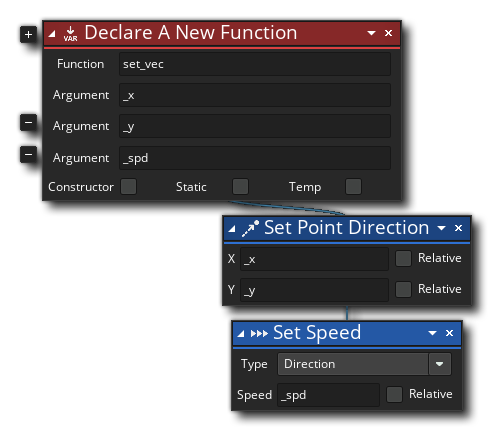 VAR Declare A New Function
Function set_vec
Argument _x
Argument _y
Argument _spd
Constructor Static Temp
Set Point Direction
X _x Relative
Y _y Relative
Set Speed
Type Direction
Speed _spd Relative